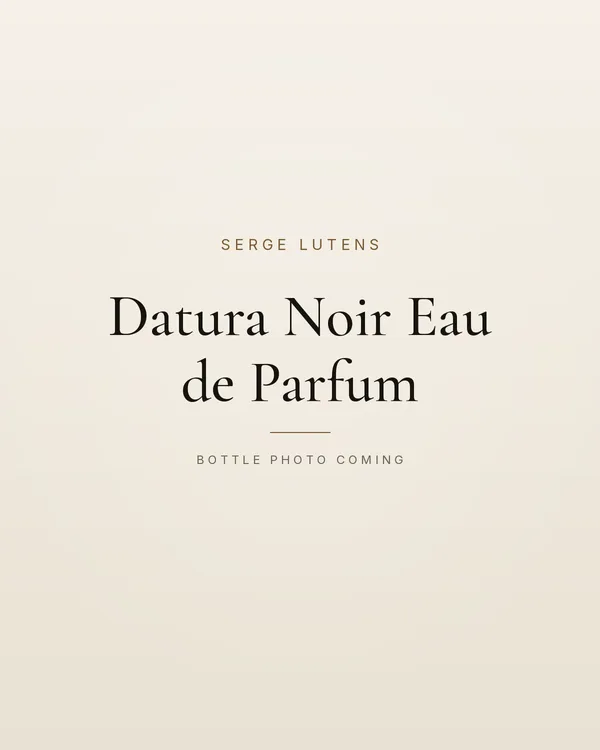 SERGE LUTENS
Datura Noir Eau
de Parfum
BOTTLE PHOTO COMING